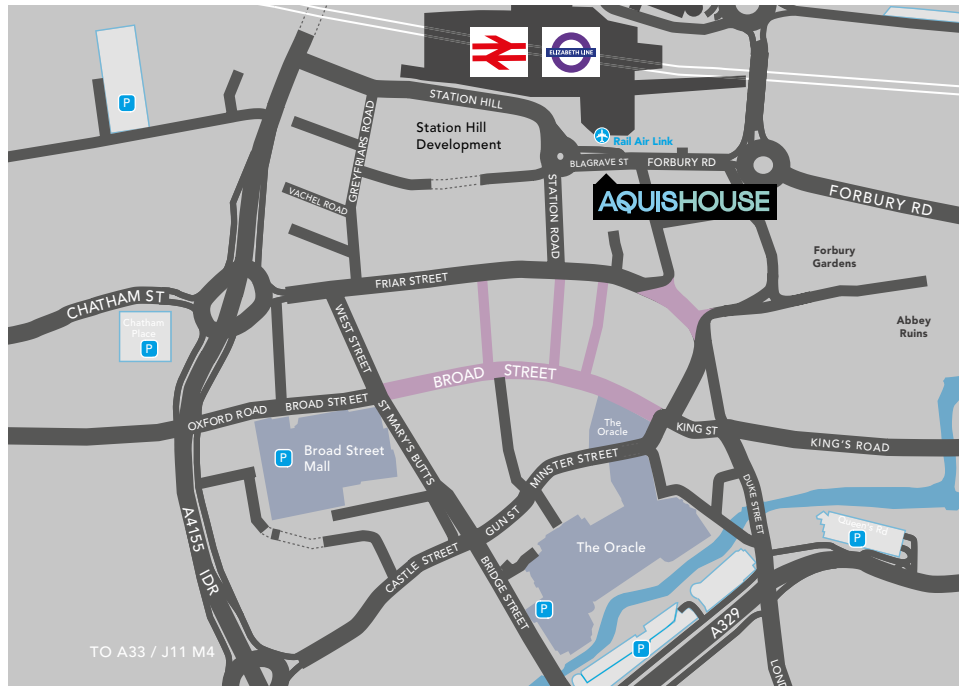 ELIZABETH LINE
STATION HILL
Station Hill
Development
Rail Air Link
BLAGRAVE ST
FORBURY RD
AQUISHOUSE
FORBURY RD
GREYFRIARS ROAD
VACHEL ROAD
STATION ROAD
Forbury
Gardens
FRIAR STREET
CHATHAM ST
Chatham
Place
P
P
WEST STREET
Abbey
Ruins
BROAD STREET
OXFORD ROAD
BROAD STREET
ST MARY'S BUTTS
The
Oracle
KING ST
KING'S ROAD
Broad Street
Mall
P
MINSTER STREET
DUKE STREET
GUN ST
A4155
IDR
CASTLE STREET
BRIDGE STREET
The Oracle
P
Queen's Rd
P
A329
P
TO A33 / J11 M4
LOND